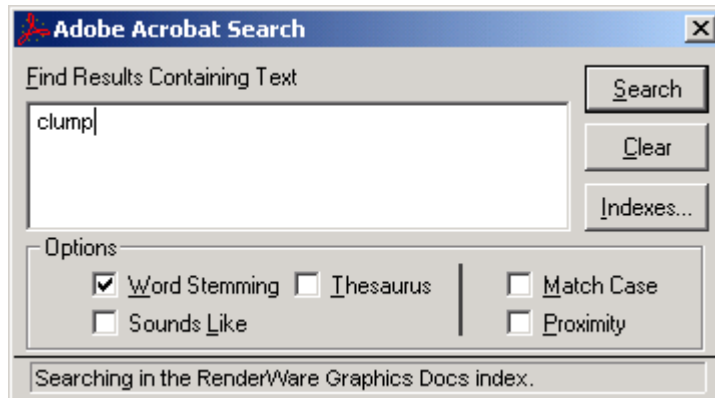 Adobe Acrobat Search
Find Results Containing Text
Search
clump
Clear
Indexes...
Options
Word Stemming Thesaurus Match Case
Sounds Like Proximity
Searching in the RenderWare Graphics Docs index.